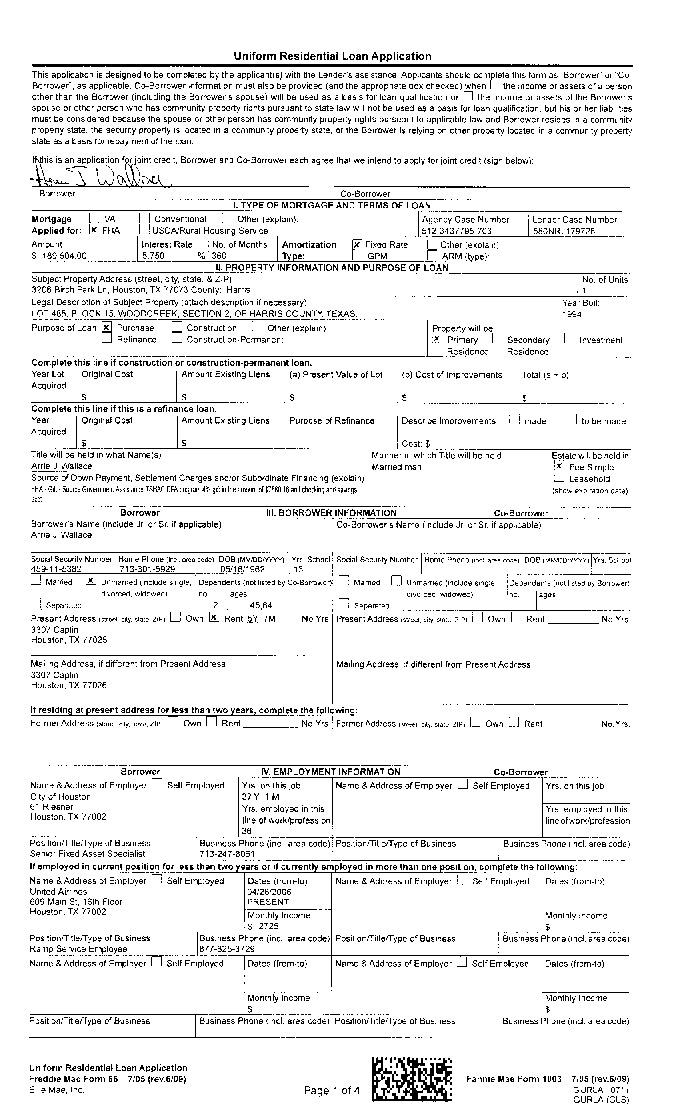 Uniform Residential Loan Application
This application is designed to be completed by the applicant(s) with the Lender's assistance. Applicants should complete this form as "Borrower" or "Co-
Borrower", as applicable. Co-Borrower information must also be provided (and the appropriate box checked) when the income or assets of a person
other than the Borrower (including the Borrower's spouse) will be used as a basis for loan qualification or the income or assets of the Borrower's
spouse or other person who has community property rights pursuant to state law will not be used as a basis for loan qualification, but his or her liabilities
must be considered because the spouse or other person has community property rights pursuant to applicable law and Borrower resides in a community
property state, the security property is located in a community property state, or the Borrower is relying on other property located in a community property
state as a basis for repayment of the loan.
If this is an application for joint credit, Borrower and Co-Borrower each agree that we intend to apply for joint credit (sign below):
Borrower Co-Borrower
I. TYPE OF MORTGAGE AND TERMS OF LOAN
Mortgage VA Conventional Other (explain): Agency Case Number Lender Case Number
Applied for: X FHA USDA/Rural Housing Service
Amount Interest Rate No. of Months Amortization X Fixed Rate Other (explain)
$ 5.750 % 360 Type: GPM ARM (type):
II. PROPERTY INFORMATION AND PURPOSE OF LOAN
Subject Property Address (street, city, state, & ZIP) No. of Units
3206 Birch Park Ln, Houston, TX 77073 County: Harris 1
Legal Description of Subject Property (attach description if necessary) Year Built
LOT 465, BLOCK 15, WOODCREEK, SECTION 2, OF HARRIS COUNTY, TEXAS. 1994
Purpose of Loan X Purchase Construction Other (explain) Property will be
Refinance Construction-Permanent X Primary Residence Secondary Residence Investment
Complete this line if construction or construction-permanent loan.
Year Lot Acquired Original Cost Amount Existing Liens (a) Present Value of Lot (b) Cost of Improvements Total (a + b)
$ $ $ $ $
Complete this line if this is a refinance loan.
Year Acquired Original Cost Amount Existing Liens Purpose of Refinance Describe Improvements made to be made
$ $ Cost: $
Title will be held in what Name(s) Manner in which Title will be held Estate will be held in
Arrie J. Wallace Married man X Fee Simple
Source of Down Payment, Settlement Charges and/or Subordinate Financing (explain) Leasehold
(show expiration date)
Borrower III. BORROWER INFORMATION Co-Borrower
Borrower's Name (include Jr. or Sr. if applicable) Co-Borrower's Name (include Jr. or Sr. if applicable)
Arrie J. Wallace
Social Security Number Home Phone (incl. area code) DOB (MM/DD/YYYY) Yrs. School Social Security Number Home Phone (incl. area code) DOB (MM/DD/YYYY) Yrs. School
459-11-5382 713-301-5929 05/16/1962 13
Married X Unmarried (include single, Dependents (not listed by Co-Borrower) Married Unmarried (include single Dependents (not listed by Borrower)
divorced, widowed) no. ages divorced, widowed) no. ages
Separated 2 45,64 Separated
Present Address (street, city, state, ZIP) Own X Rent 5Y, 7M No. Yrs. Present Address (street, city, state, ZIP) Own Rent No. Yrs.
3307 Caplin
Houston, TX 77026
Mailing Address, if different from Present Address Mailing Address, if different from Present Address
3307 Caplin
Houston, TX 77026
If residing at present address for less than two years, complete the following:
Former Address (street, city, state, ZIP) Own Rent No. Yrs. Former Address (street, city, state, ZIP) Own Rent No. Yrs.
Borrower IV. EMPLOYMENT INFORMATION Co-Borrower
Name & Address of Employer Self Employed Yrs. on this job Name & Address of Employer Self Employed Yrs. on this job
City of Houston 27 Y 1 M
61 Riesner Yrs. employed in this Yrs. employed in this
Houston, TX 77002 line of work/profession line of work/profession
36
Position/Title/Type of Business Business Phone (incl. area code) Position/Title/Type of Business Business Phone (incl. area code)
Senior Fixed Asset Specialist 713-247-8051
If employed in current position for less than two years or if currently employed in more than one position, complete the following:
Name & Address of Employer Self Employed Dates (from-to) Name & Address of Employer Self Employed Dates (from-to)
United Airlines 04/26/2006
609 Main St, 16th Floor PRESENT
Houston, TX 77002 Monthly Income Monthly Income
$ 2725 $
Position/Title/Type of Business Business Phone (incl. area code) Position/Title/Type of Business Business Phone (incl. area code)
Ramp Service Employee 877-825-3729
Name & Address of Employer Self Employed Dates (from-to) Name & Address of Employer Self Employed Dates (from-to)
Monthly Income Monthly Income
$ $
Position/Title/Type of Business Business Phone (incl. area code) Position/Title/Type of Business Business Phone (incl. area code)
Uniform Residential Loan Application
Freddie Mac Form 65 7/05 (rev.6/09) Fannie Mae Form 1003 7/05 (rev.6/09)
Ellie Mae, Inc. Page 1 of 4 GURLA
GURLA (CLS)